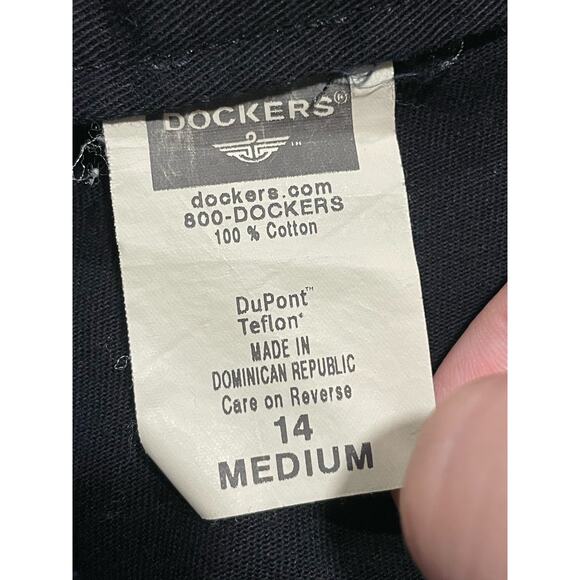 DOCKERS®
TM
dockers.com
800-DOCKERS
100 % Cotton
DuPont™
Teflon®
MADE IN
DOMINICAN REPUBLIC
Care on Reverse
14
MEDIUM